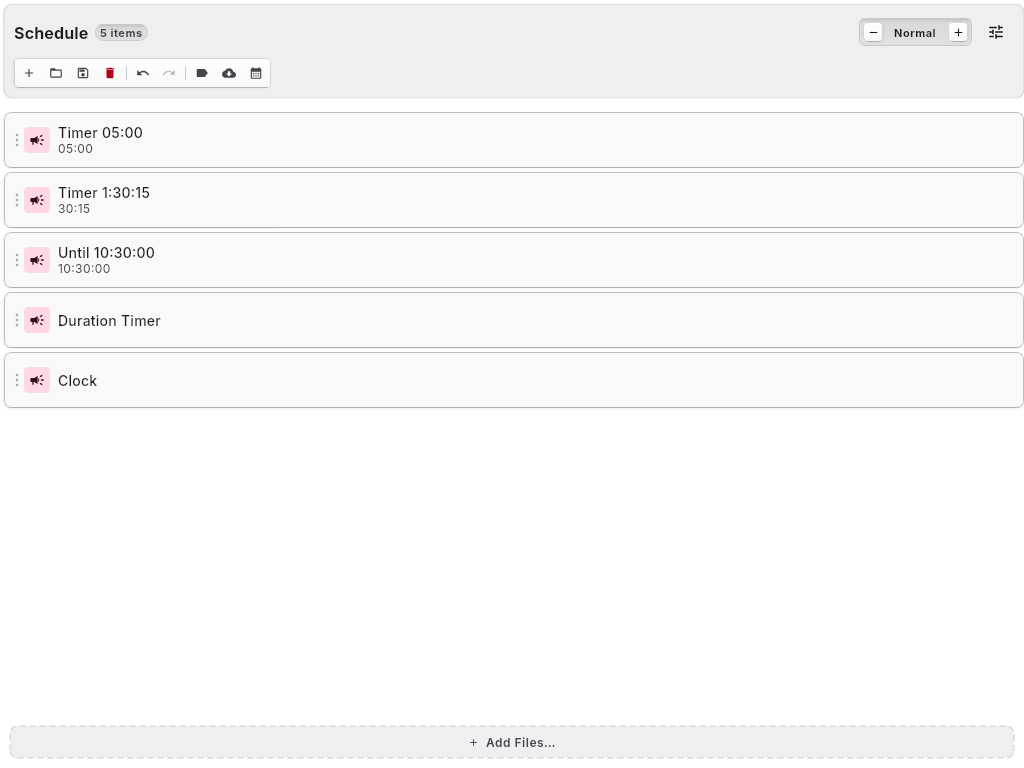 Schedule 5 items
Normal
Timer 05:00
05:00
Timer 1:30:15
30:15
Until 10:30:00
10:30:00
Duration Timer
Clock
Add Files...